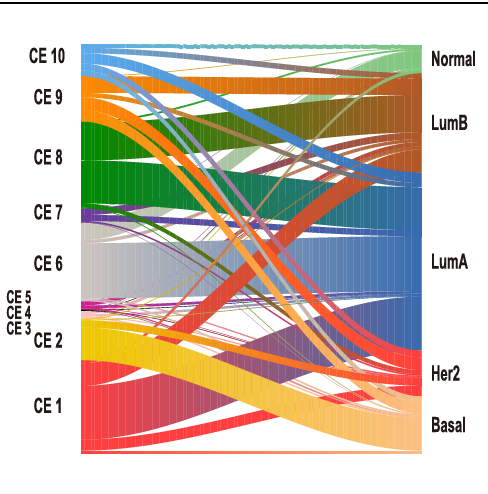 CE 10
CE 9
CE 8
CE 7
CE 6
CE 5
CE 4
CE 3
CE 2
CE 1
Normal
LumB
LumA
Her2
Basal